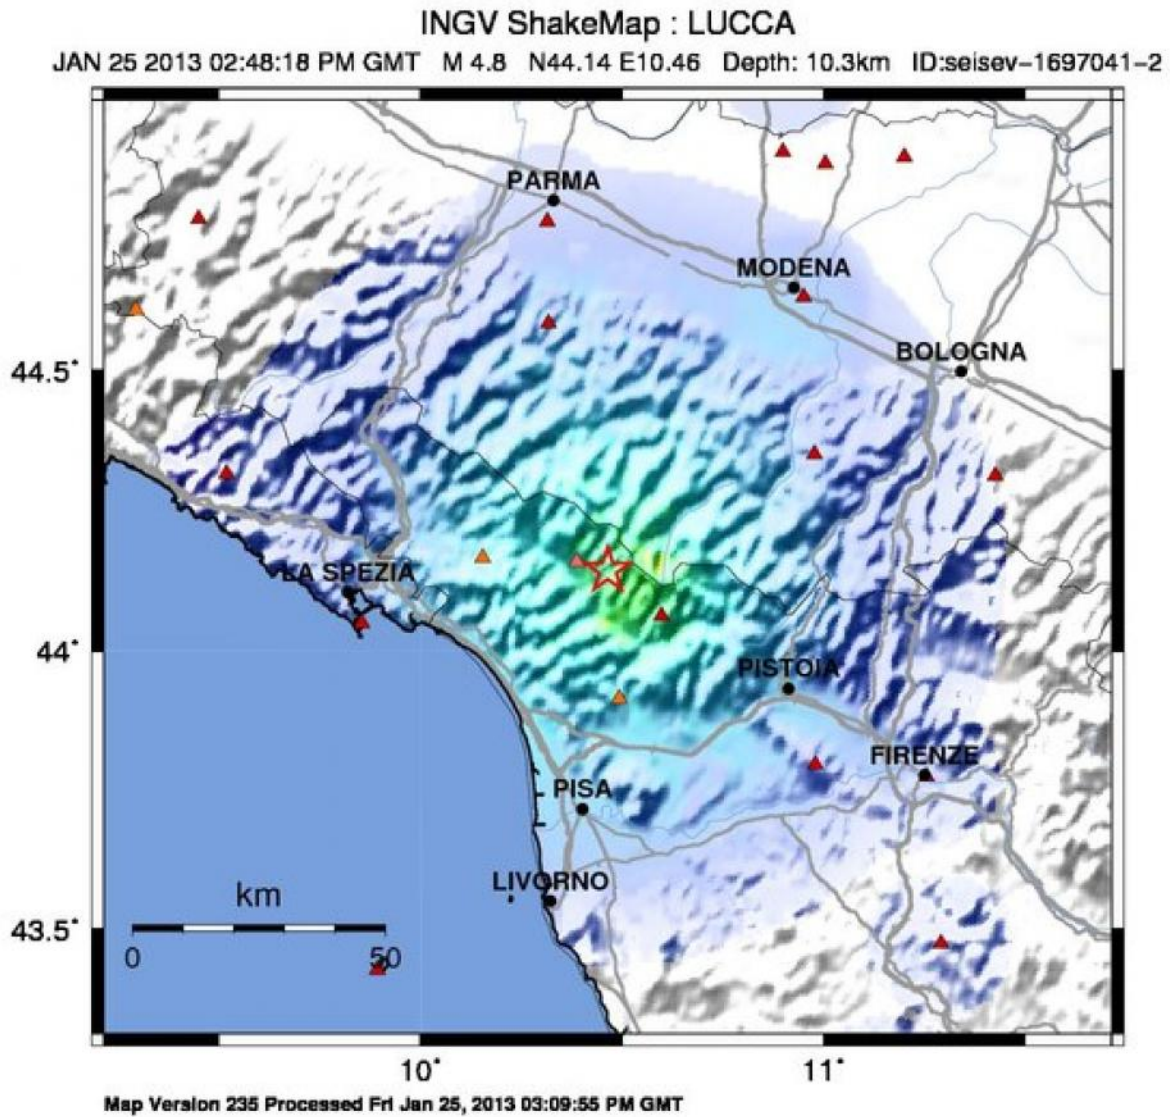 INGV ShakeMap : LUCCA
JAN 25 2013 02:48:18 PM GMT M 4.8 N44.14 E10.46 Depth: 10.3km ID:seisev-1697041-2
PARMA
MODENA
BOLOGNA
44.5°
LA SPEZIA
44°
PISTOIA
FIRENZE
PISA
LIVORNO
km
43.5°
0 50
10° 11°
Map Version 235 Processed Fri Jan 25, 2013 03:09:55 PM GMT